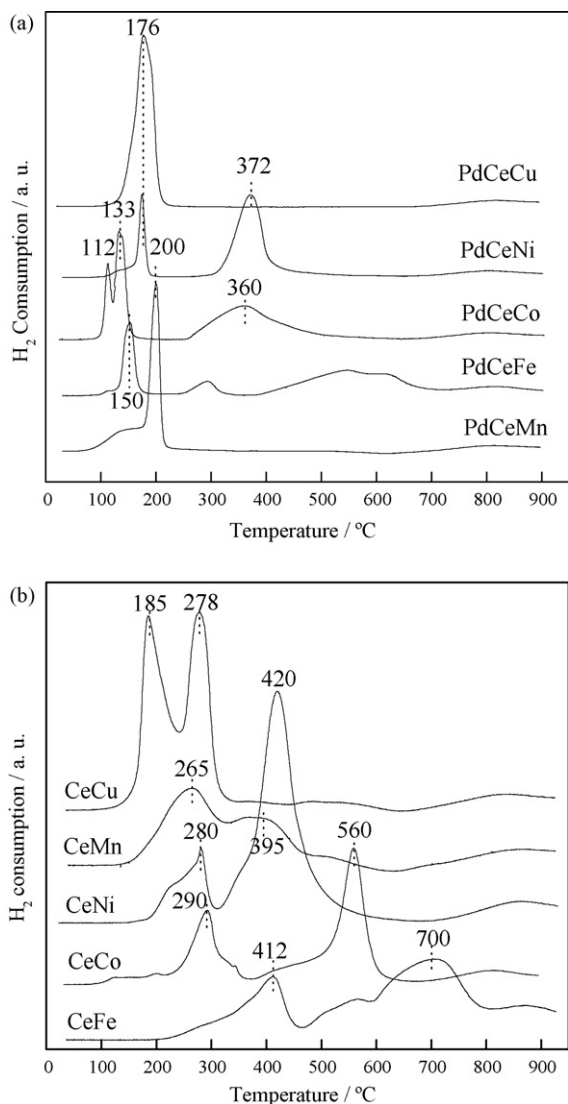 (a)
176
372
PdCeCu
133
112
200
PdCeNi
360
PdCeCo
PdCeFe
150
PdCeMn
H2 Comsumption / a. u.
0 100 200 300 400 500 600 700 800 900
Temperature / ºC
(b)
185 278
420
CeCu
265
CeMn
280
395
560
CeNi
290
CeCo
412
700
CeFe
H2 consumption / a. u.
0 100 200 300 400 500 600 700 800 900
Temperature / ºC